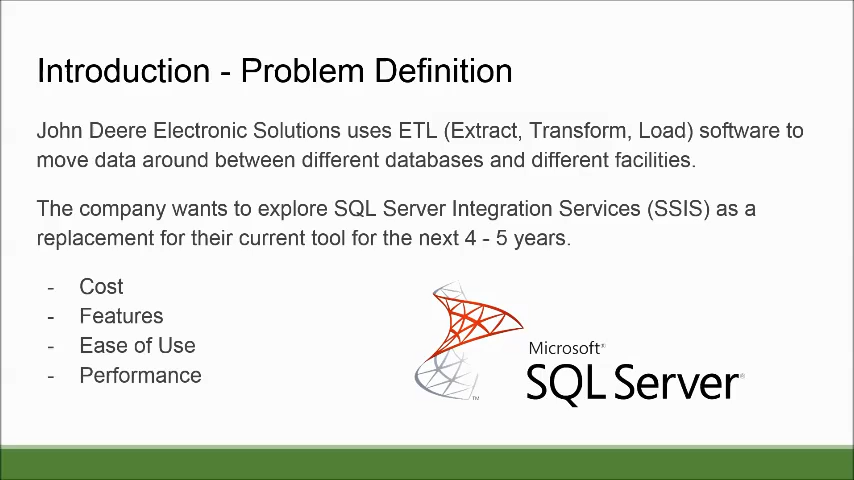 Introduction - Problem Definition
John Deere Electronic Solutions uses ETL (Extract, Transform, Load) software to
move data around between different databases and different facilities.
The company wants to explore SQL Server Integration Services (SSIS) as a
replacement for their current tool for the next 4 - 5 years.
- Cost
- Features
- Ease of Use
- Performance
Microsoft®
SQL Server®
™